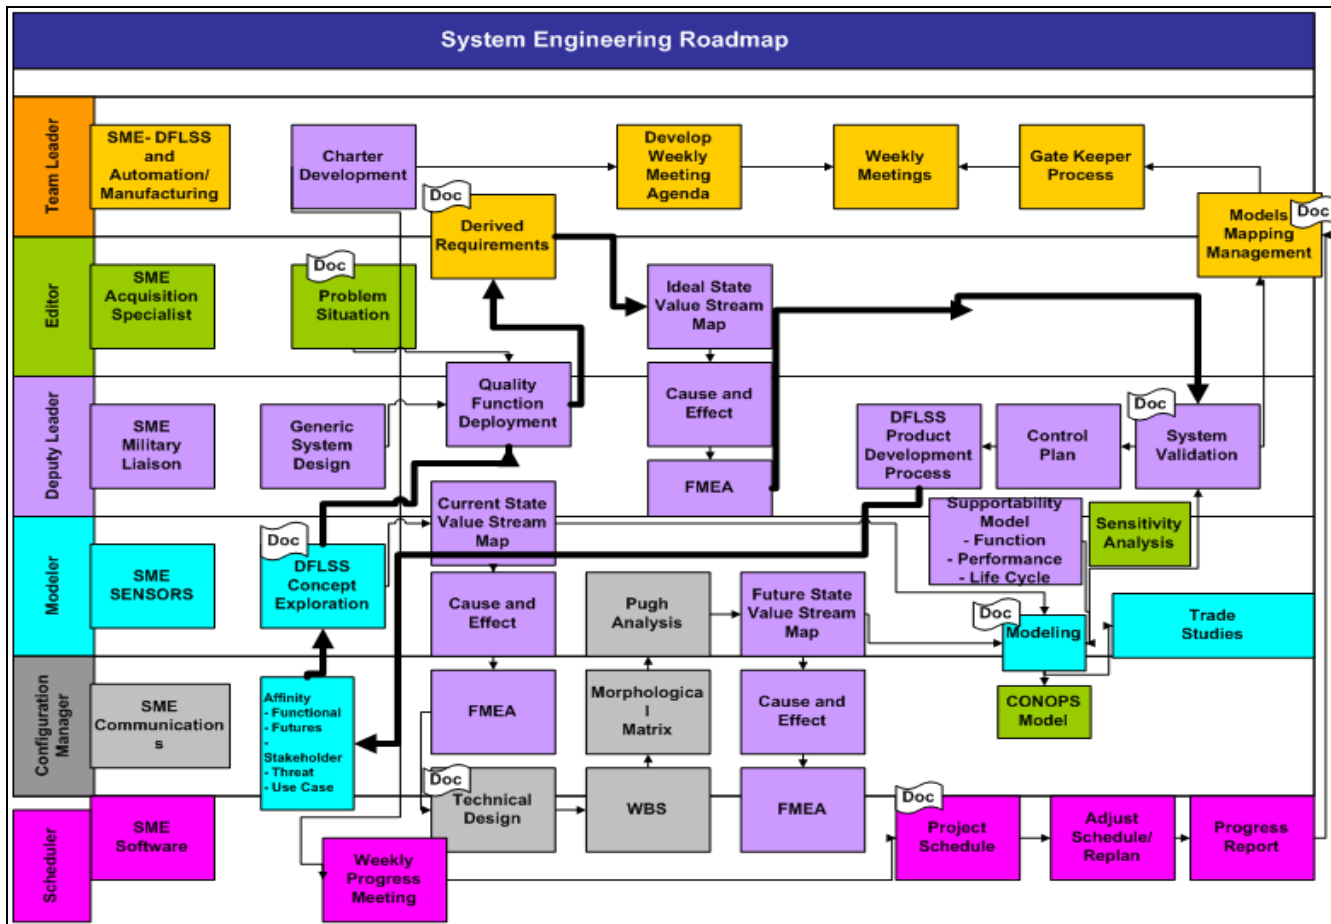 System Engineering Roadmap
Team Leader
SME- DFLSS
and
Automation/
Manufacturing
Charter
Development
Develop
Weekly
Meeting
Agenda
Weekly
Meetings
Gate Keeper
Process
Doc
Derived
Requirements
Doc
Models
Mapping
Management
Editor
SME
Acquisition
Specialist
Doc
Problem
Situation
Ideal State
Value Stream
Map
Deputy Leader
SME
Military
Liaison
Generic
System
Design
Quality
Function
Deployment
Cause and
Effect
FMEA
DFLSS
Product
Development
Process
Control
Plan
Doc
System
Validation
Modeler
SME
SENSORS
Doc
DFLSS
Concept
Exploration
Current State
Value Stream
Map
Cause and
Effect
Pugh
Analysis
Future State
Value Stream
Map
Supportability
Model
- Function
- Performance
- Life Cycle
Sensitivity
Analysis
Doc
Modeling
Trade
Studies
Configuration
Manager
SME
Communication
s
Affinity
- Functional
- Futures
-
Stakeholder
- Threat
- Use Case
FMEA
Morphologica
l
Matrix
Cause and
Effect
CONOPS
Model
Doc
Technical
Design
WBS
FMEA
Scheduler
SME
Software
Weekly
Progress
Meeting
Doc
Project
Schedule
Adjust
Schedule/
Replan
Progress
Report